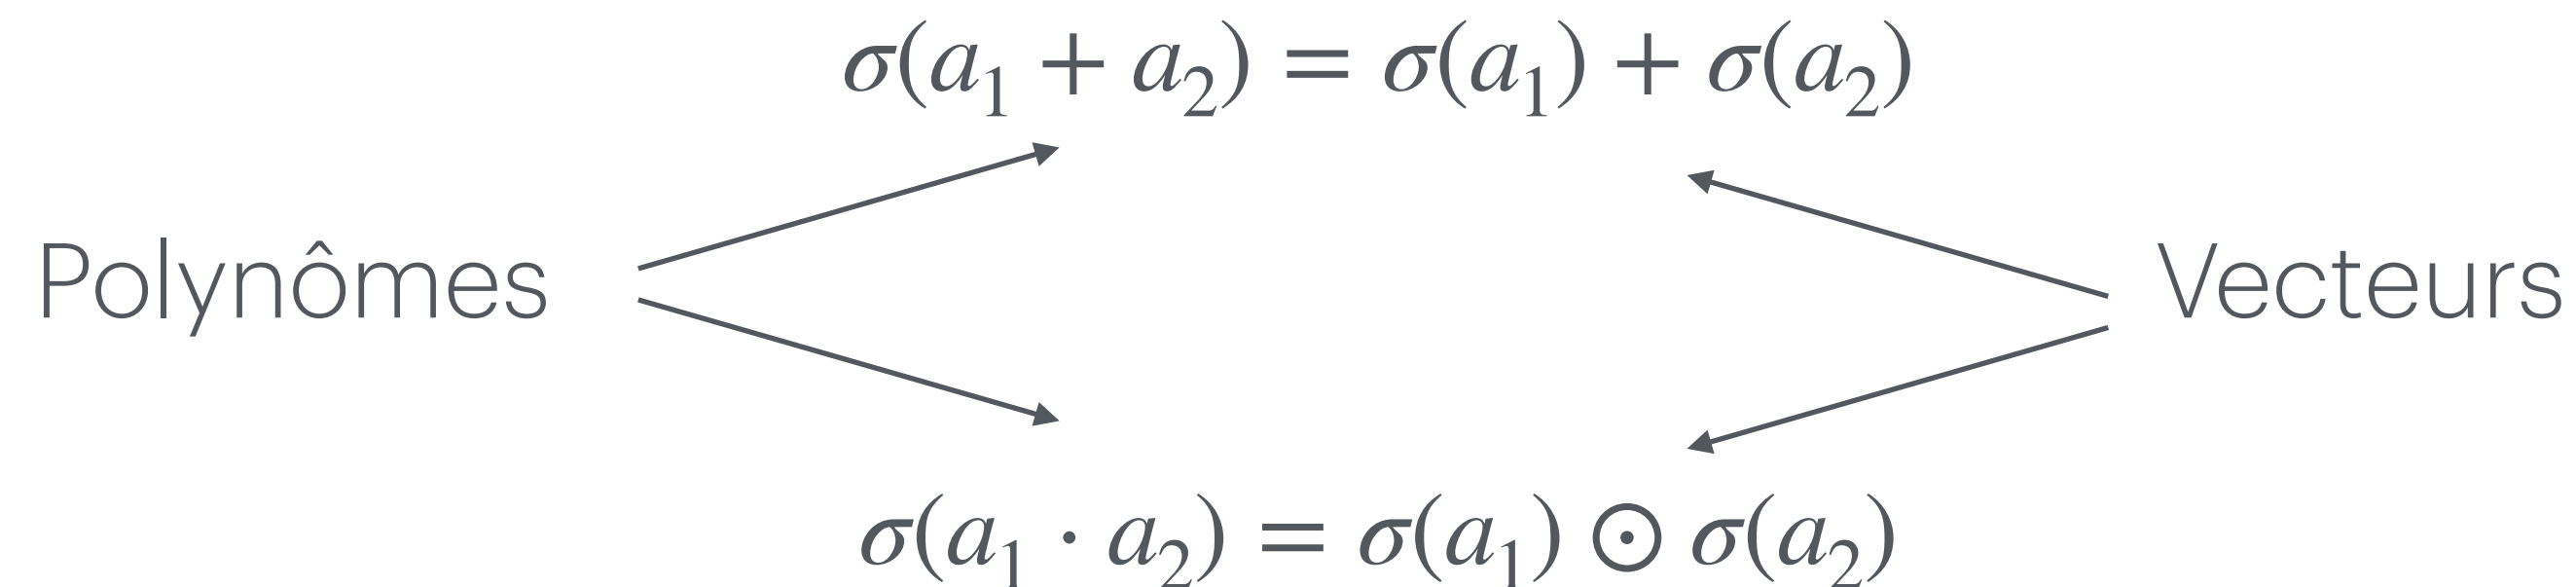 σ(a₁ + a₂) = σ(a₁) + σ(a₂)
Polynômes
Vecteurs
σ(a₁ · a₂) = σ(a₁) ⊙ σ(a₂)